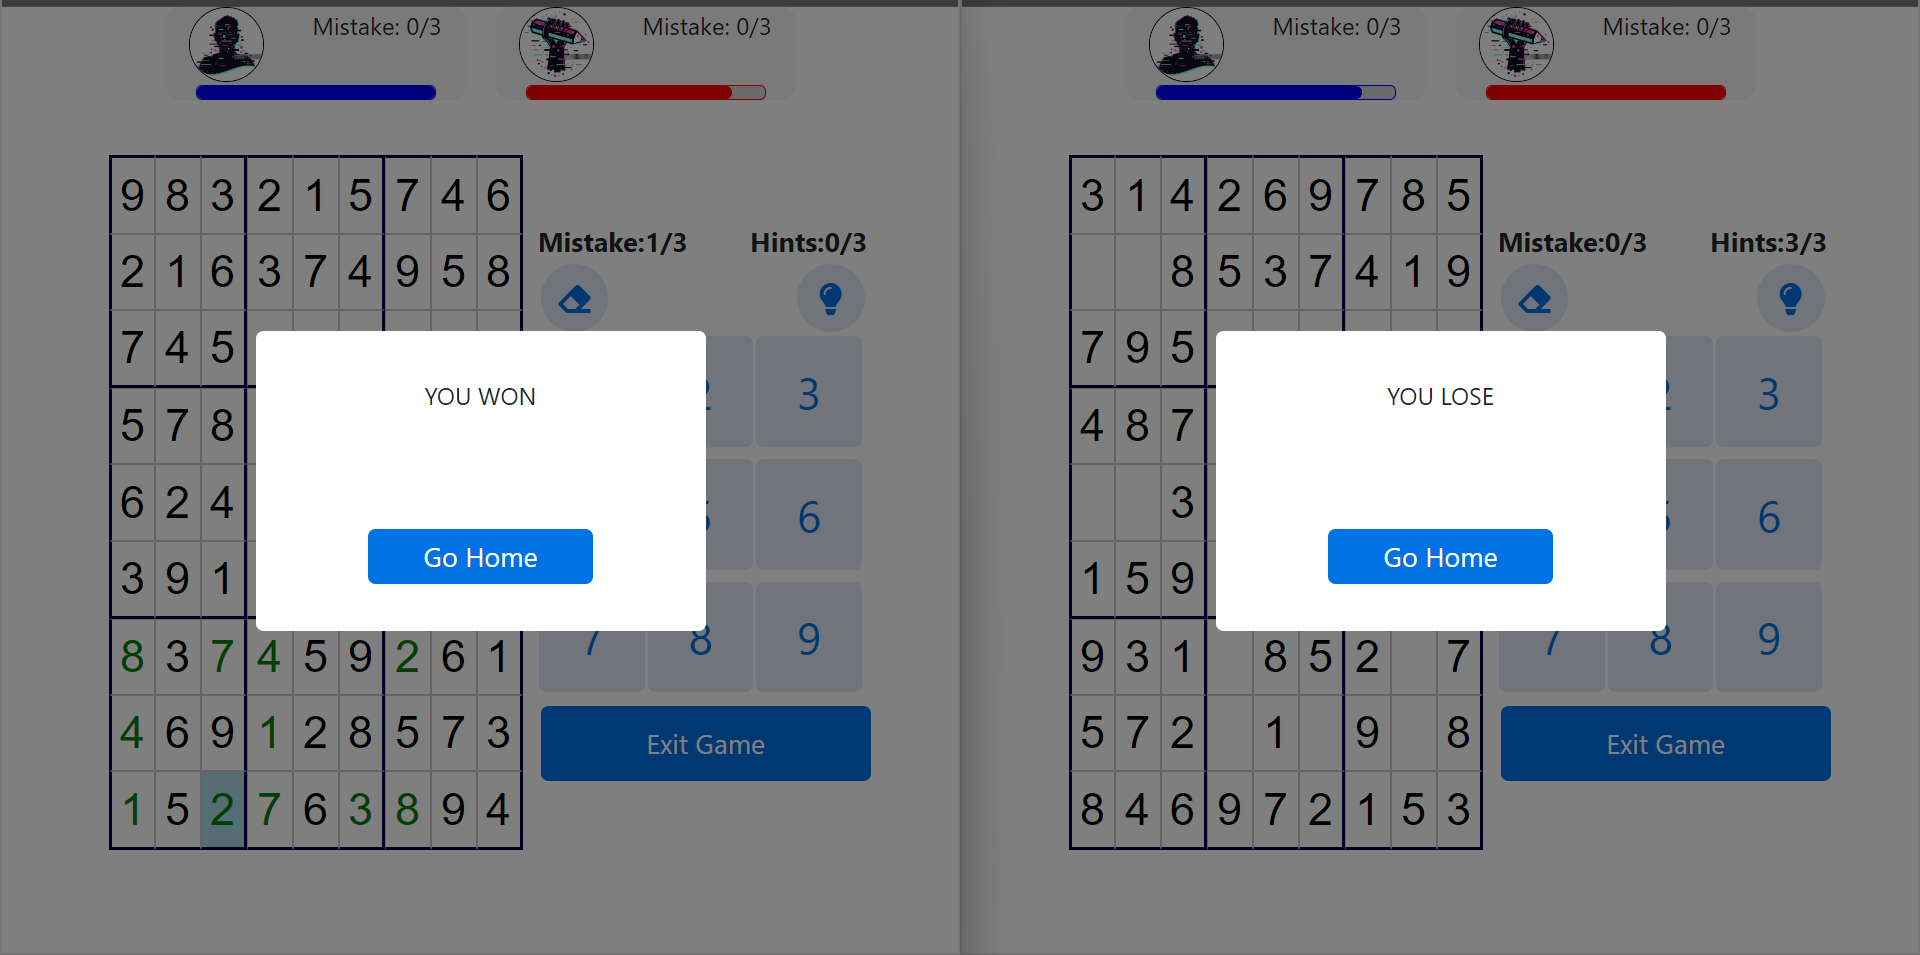 Mistake: 0/3
Mistake: 0/3
9 8 3 2 1 5 7 4 6
2 1 6 3 7 4 9 5 8
7 4 5
5 7 8
6 2 4
3 9 1
8 3 7 4 5 9 2 6 1
4 6 9 1 2 8 5 7 3
1 5 2 7 6 3 8 9 4
Mistake:1/3
Hints:0/3
3
6
7 8 9
Exit Game
YOU WON
Go Home
Mistake: 0/3
Mistake: 0/3
3 1 4 2 6 9 7 8 5
8 5 3 7 4 1 9
7 9 5
4 8 7
3
1 5 9
9 3 1 8 5 2 7
5 7 2 1 9 8
8 4 6 9 7 2 1 5 3
Mistake:0/3
Hints:3/3
3
6
7 8 9
Exit Game
YOU LOSE
Go Home